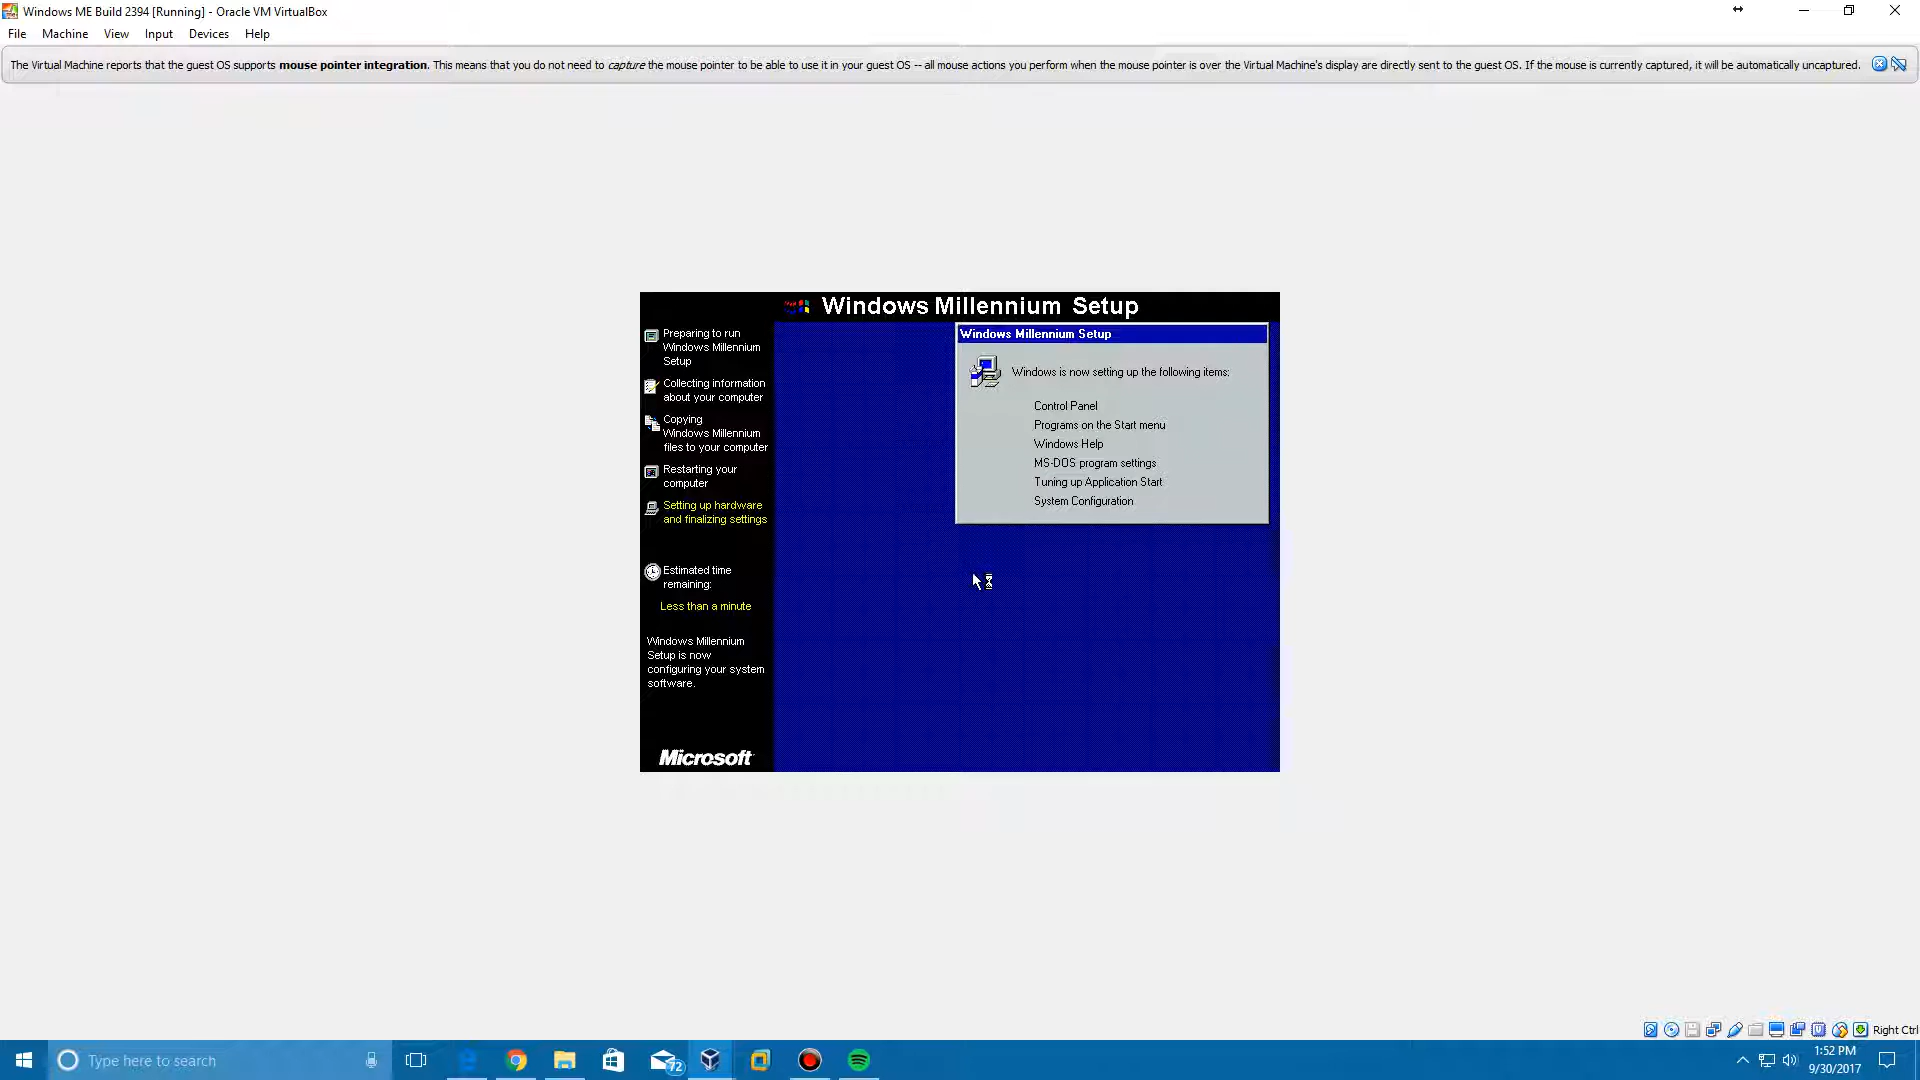 Windows ME Build 2394 [Running] - Oracle VM VirtualBox
File Machine View Input Devices Help
The Virtual Machine reports that the guest OS supports mouse pointer integration. This means that you do not need to capture the mouse pointer to be able to use it in your guest OS -- all mouse actions you perform when the mouse pointer is over the Virtual Machine's display are directly sent to the guest OS. If the mouse is currently captured, it will be automatically uncaptured.
Windows Millennium Setup
Preparing to run
Windows Millennium
Setup
Collecting information
about your computer
Copying
Windows Millennium
files to your computer
Restarting your
computer
Setting up hardware
and finalizing settings
Estimated time
remaining:
Less than a minute
Windows Millennium
Setup is now
configuring your system
software.
Microsoft
Windows Millennium Setup
Windows is now setting up the following items:
Control Panel
Programs on the Start menu
Windows Help
MS-DOS program settings
Tuning up Application Start
System Configuration
Right Ctrl
Type here to search
72
1:52 PM
9/30/2017